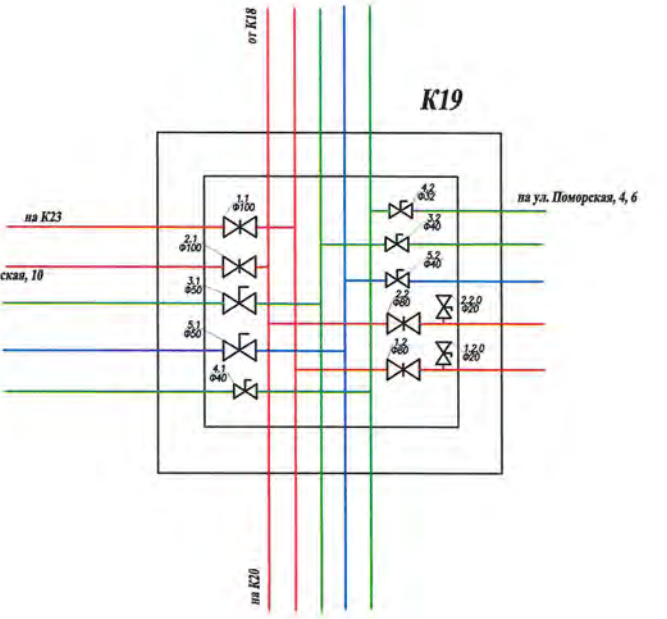 от К18
К19
1.1
Ф100
4.2
Ф32
на ул. Поморская, 4, 6
на К23
3.2
Ф40
2.1
Ф100
ская, 10
5.2
Ф40
3.1
Ф50
2.2
Ф80
2.2.0
Ф20
5.1
Ф50
1.2
Ф80
1.2.0
Ф20
4.1
Ф40
на К20